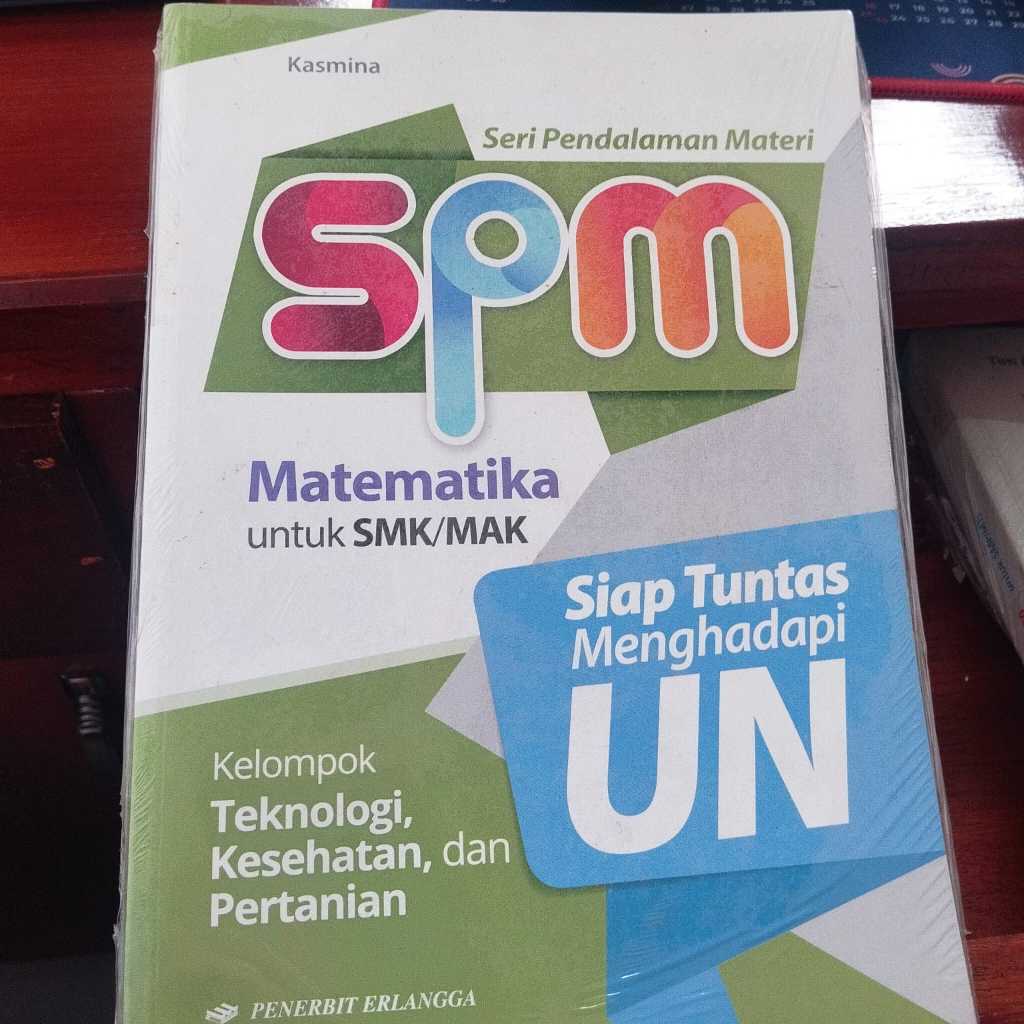 Kasmina
Seri Pendalaman Materi
spm
Matematika
untuk SMK/MAK
Siap Tuntas
Menghadapi
UN
Kelompok
Teknologi,
Kesehatan, dan
Pertanian
PENERBIT ERLANGGA